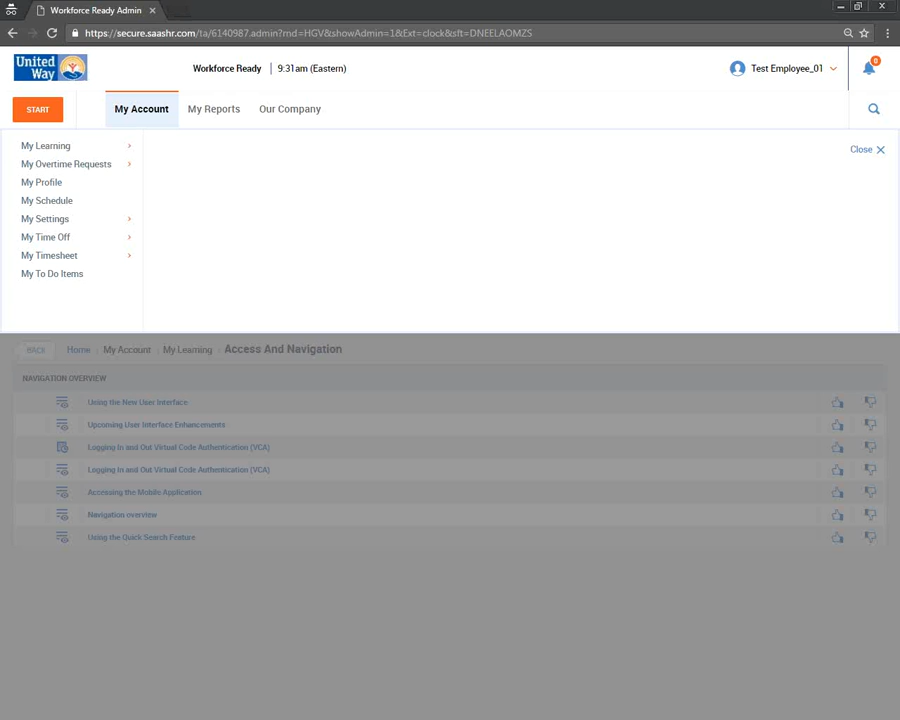 Workforce Ready Admin
https://secure.saashr.com/ta/6140987.admin?rnd=HGV&showAdmin=1&Ext=clock&sft=DNEELAOMZS
United Way
Workforce Ready | 9:31am (Eastern)
Test Employee_01
0
START
My Account
My Reports
Our Company
My Learning
Close
My Overtime Requests
My Profile
My Schedule
My Settings
My Time Off
My Timesheet
My To Do Items
BACK
Home
My Account
My Learning
Access And Navigation
NAVIGATION OVERVIEW
Using the New User Interface
Upcoming User Interface Enhancements
Logging In and Out Virtual Code Authentication (VCA)
Logging In and Out Virtual Code Authentication (VCA)
Accessing the Mobile Application
Navigation overview
Using the Quick Search Feature